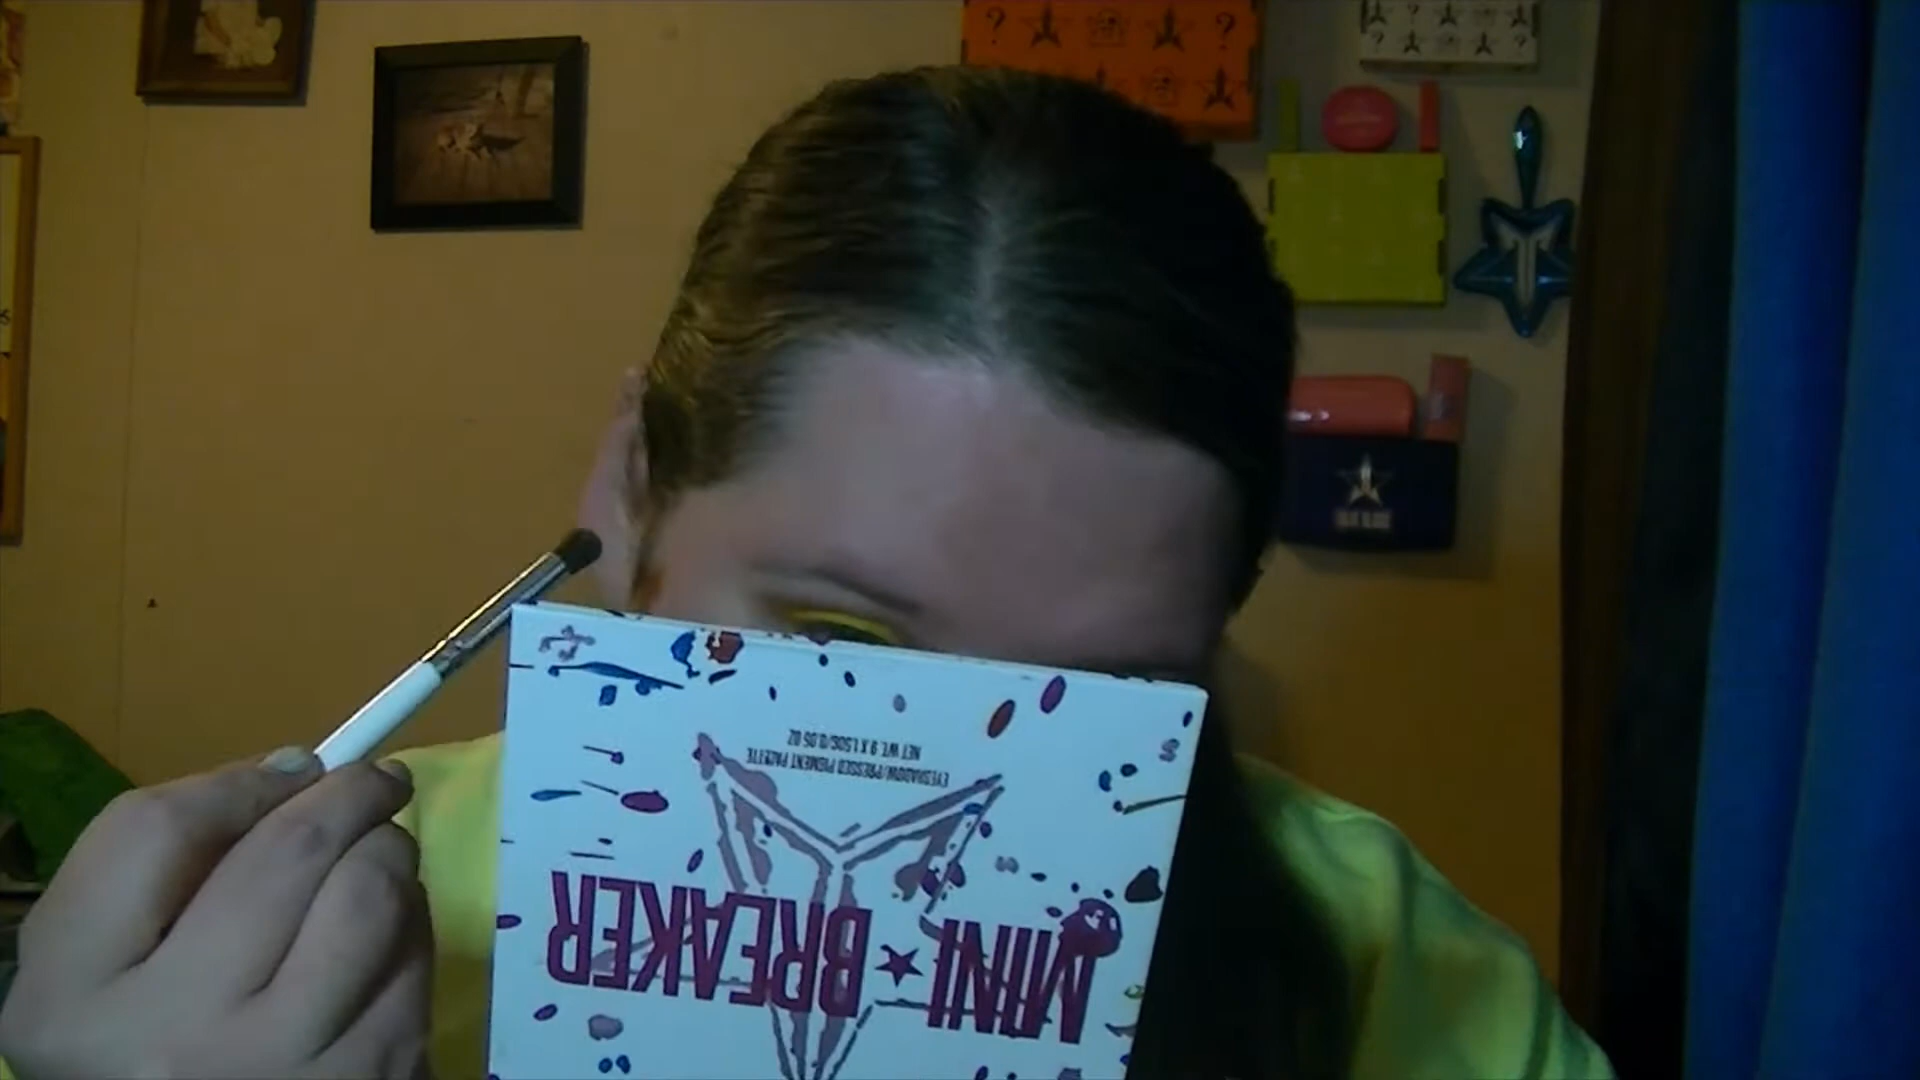 MINI ★ BREAKER
EYESHADOW/PRESSED PIGMENT PALETTE
NET WT. 9 X 1.50G/0.05 OZ
? ?
? ?